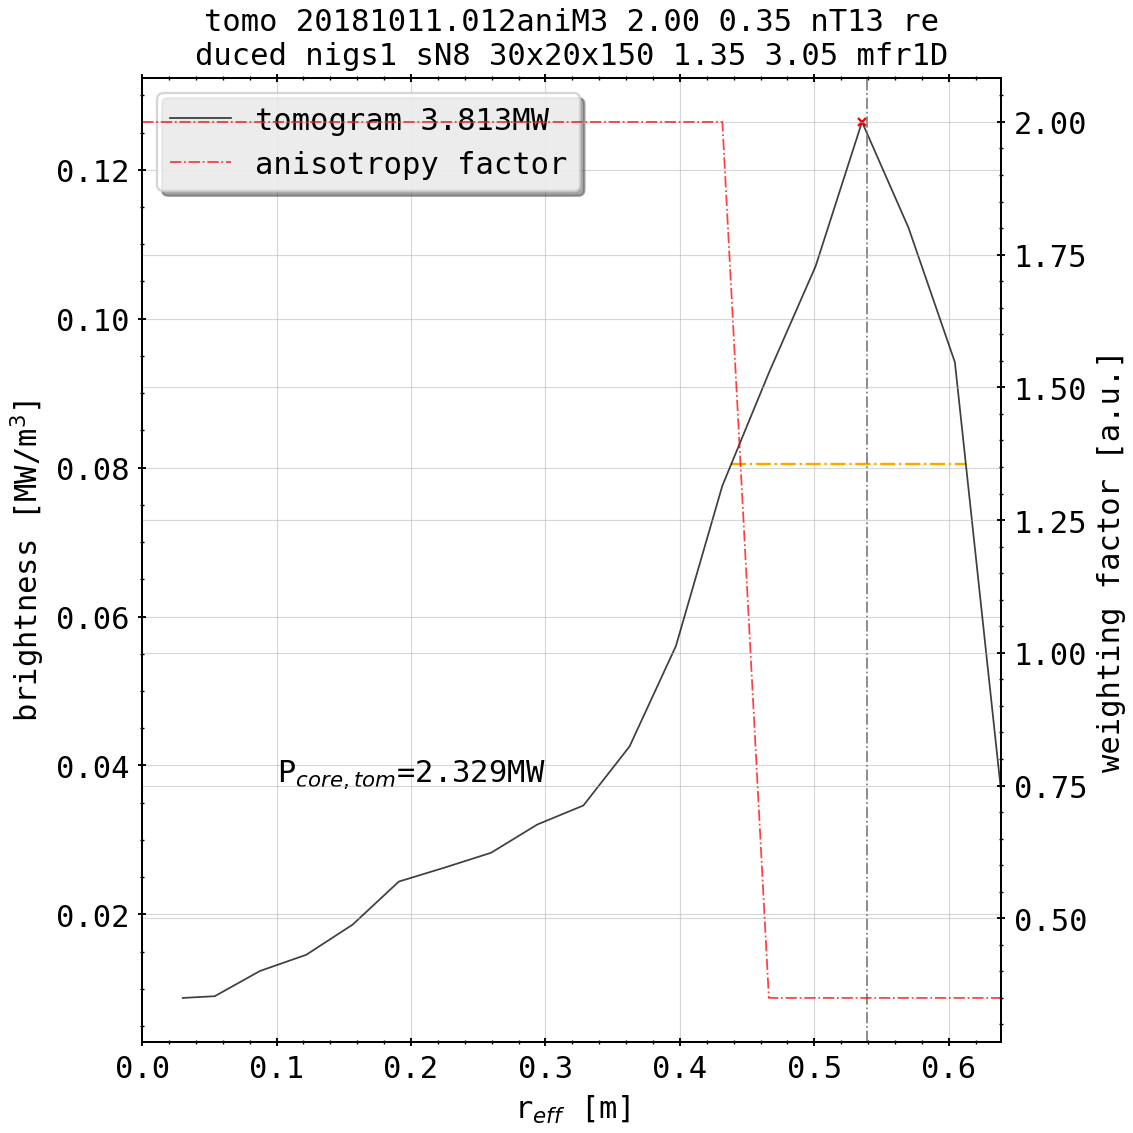 tomo 20181011.012aniM3 2.00 0.35 nT13 re
duced nigs1 sN8 30x20x150 1.35 3.05 mfr1D
tomogram 3.813MW
anisotropy factor
0.12
0.10
0.08
0.06
0.04
0.02
brightness [MW/m³]
P_core,tom=2.329MW
2.00
1.75
1.50
1.25
1.00
0.75
0.50
weighting factor [a.u.]
0.0 0.1 0.2 0.3 0.4 0.5 0.6
r_eff [m]